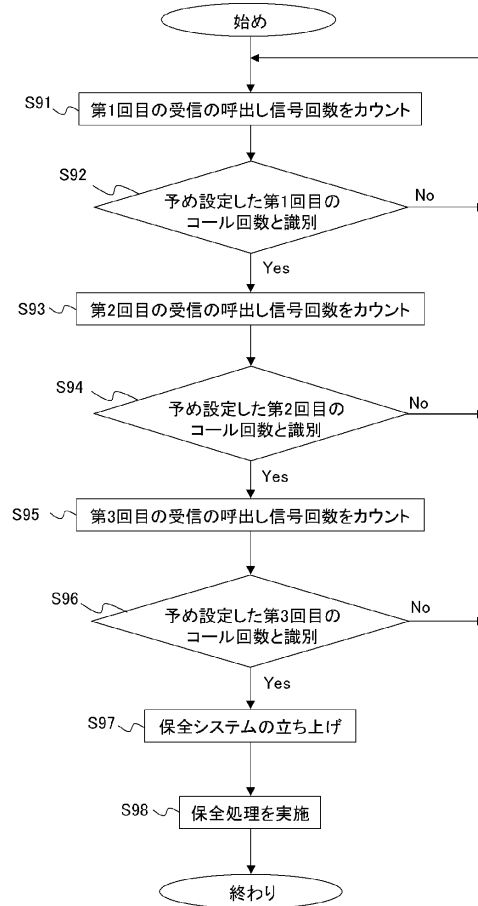 始め
S91
第1回目の受信の呼出し信号回数をカウント
S92
予め設定した第1回目の
コール回数と識別
No
Yes
S93
第2回目の受信の呼出し信号回数をカウント
S94
予め設定した第2回目の
コール回数と識別
No
Yes
S95
第3回目の受信の呼出し信号回数をカウント
S96
予め設定した第3回目の
コール回数と識別
No
Yes
S97
保全システムの立ち上げ
S98
保全処理を実施
終わり